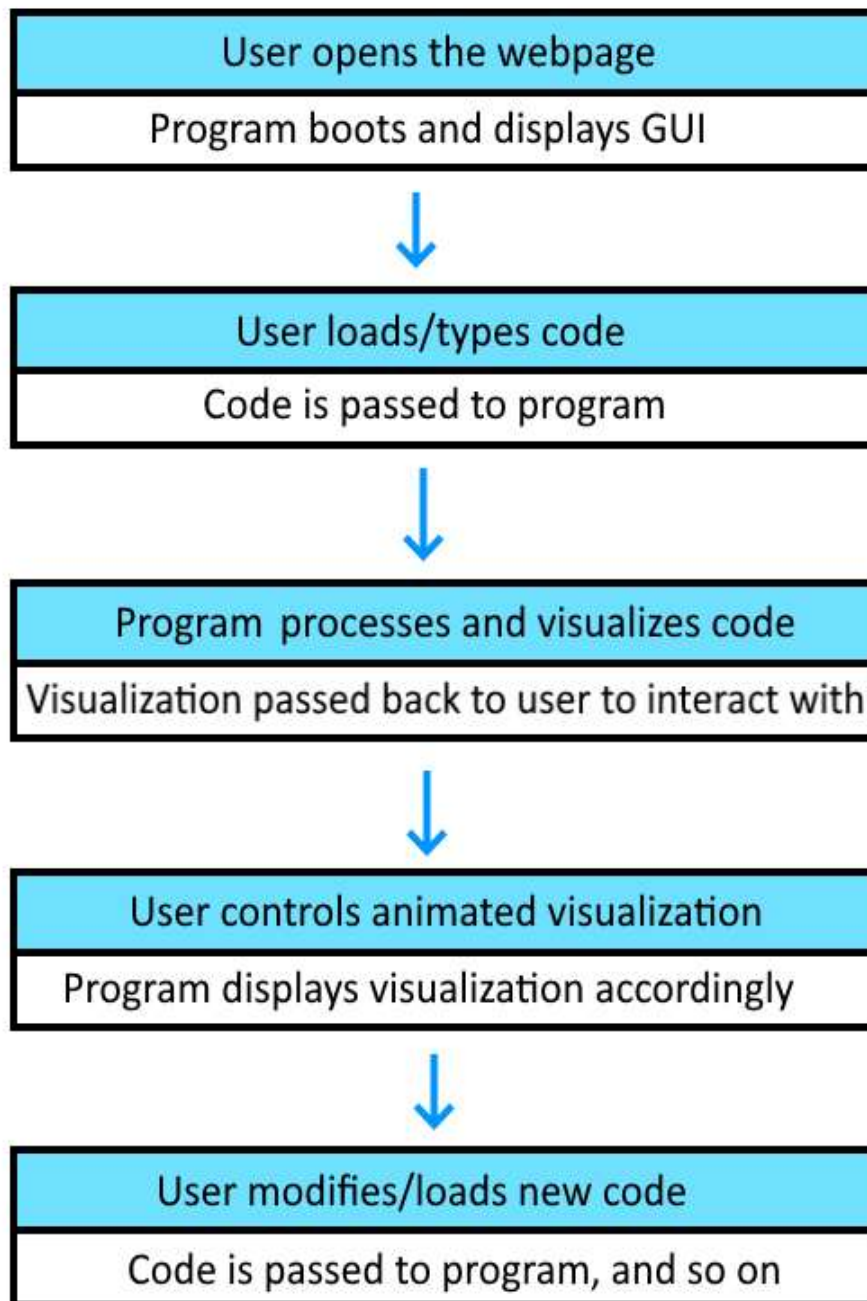 User opens the webpage
Program boots and displays GUI
User loads/types code
Code is passed to program
Program processes and visualizes code
Visualization passed back to user to interact with
User controls animated visualization
Program displays visualization accordingly
User modifies/loads new code
Code is passed to program, and so on